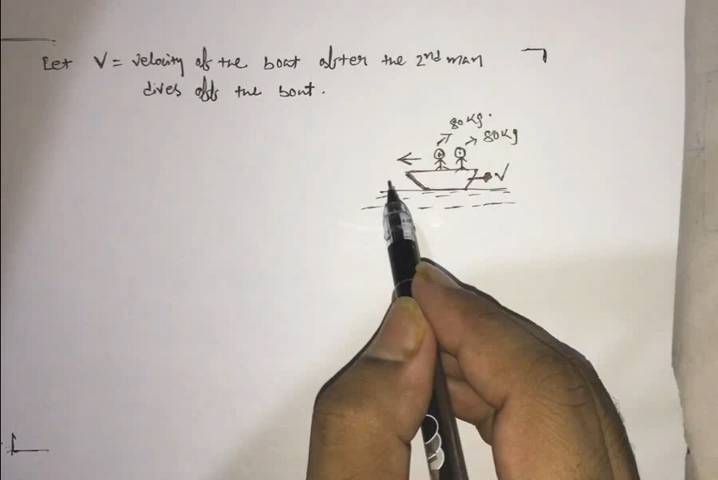 Let V = velocity of the boat after the 2nd man
dives off the boat.
80 kg.
80 kg
V